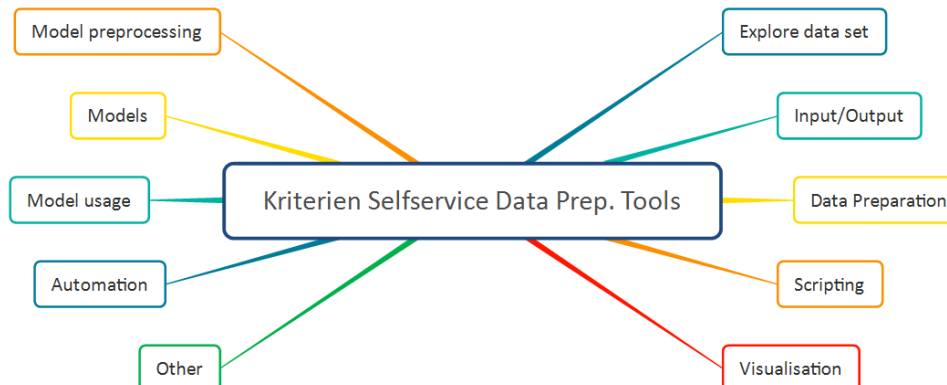 Model preprocessing
Explore data set
Models
Input/Output
Kriterien Selfservice Data Prep. Tools
Model usage
Data Preparation
Automation
Scripting
Other
Visualisation